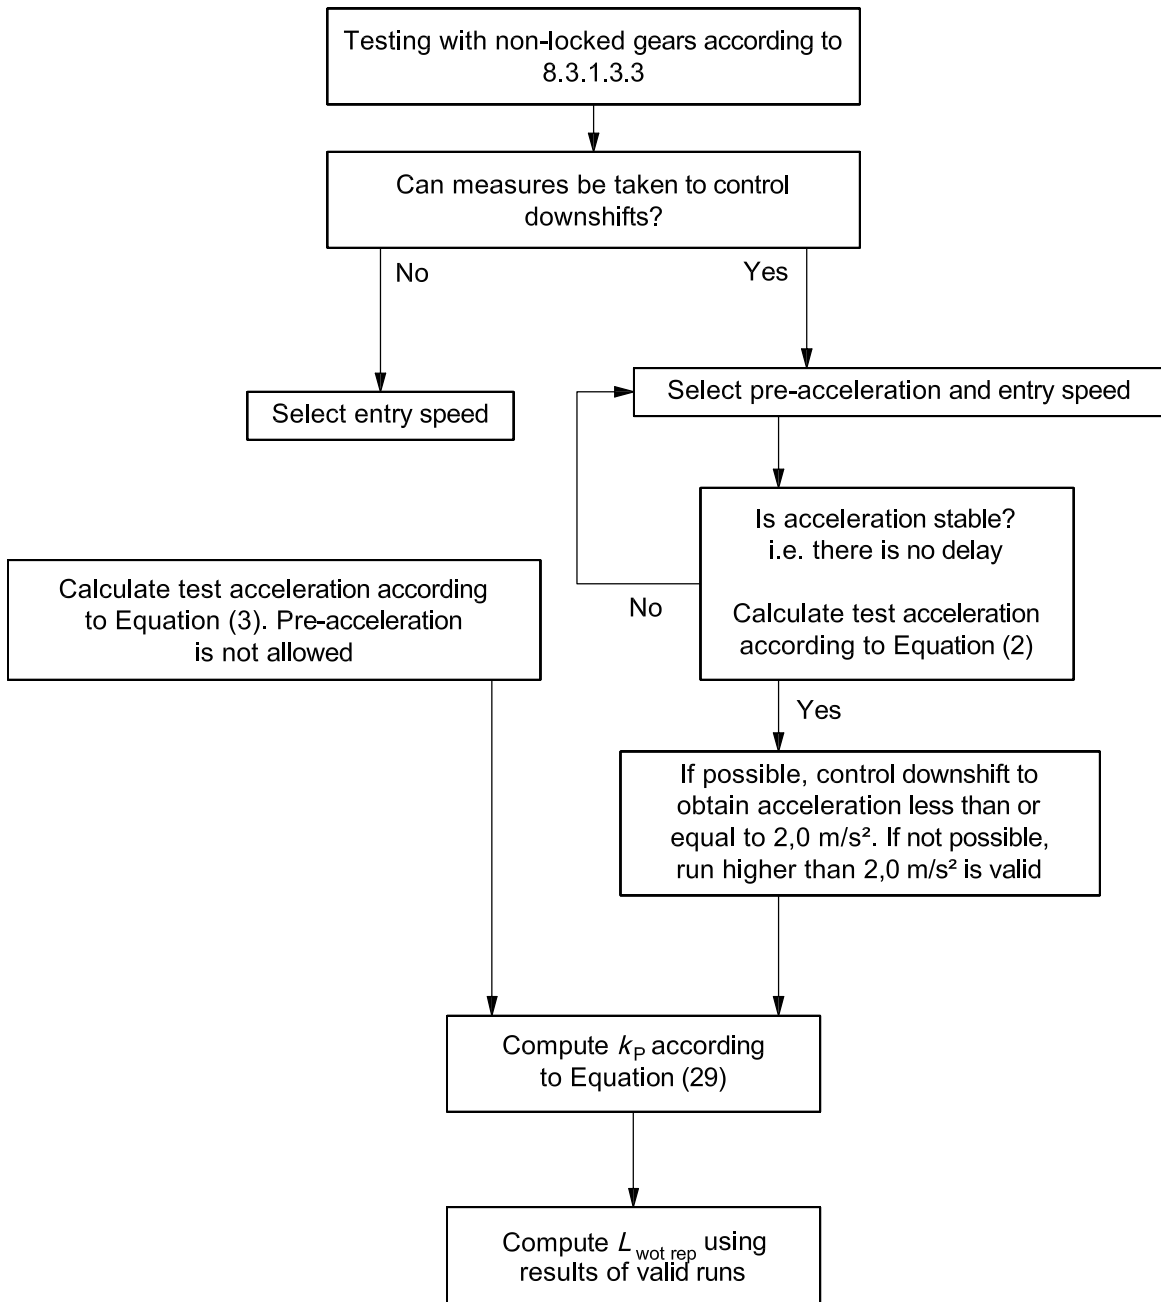 Testing with non-locked gears according to
8.3.1.3.3
Can measures be taken to control
downshifts?
No
Yes
Select entry speed
Select pre-acceleration and entry speed
Is acceleration stable?
i.e. there is no delay
No
Calculate test acceleration
according to Equation (2)
Calculate test acceleration according
to Equation (3). Pre-acceleration
is not allowed
Yes
If possible, control downshift to
obtain acceleration less than or
equal to 2,0 m/s². If not possible,
run higher than 2,0 m/s² is valid
Compute kP according
to Equation (29)
Compute Lwot rep using
results of valid runs